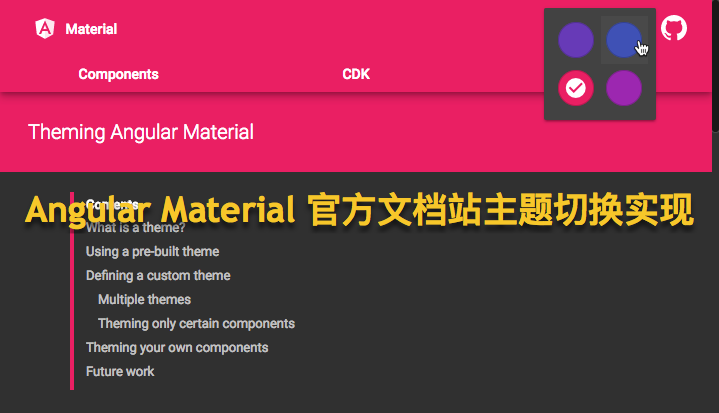 Material
Components CDK
Theming Angular Material
Contents
Angular Material 官方文档站主题切换实现
What is a theme?
Using a pre-built theme
Defining a custom theme
Multiple themes
Theming only certain components
Theming your own components
Future work